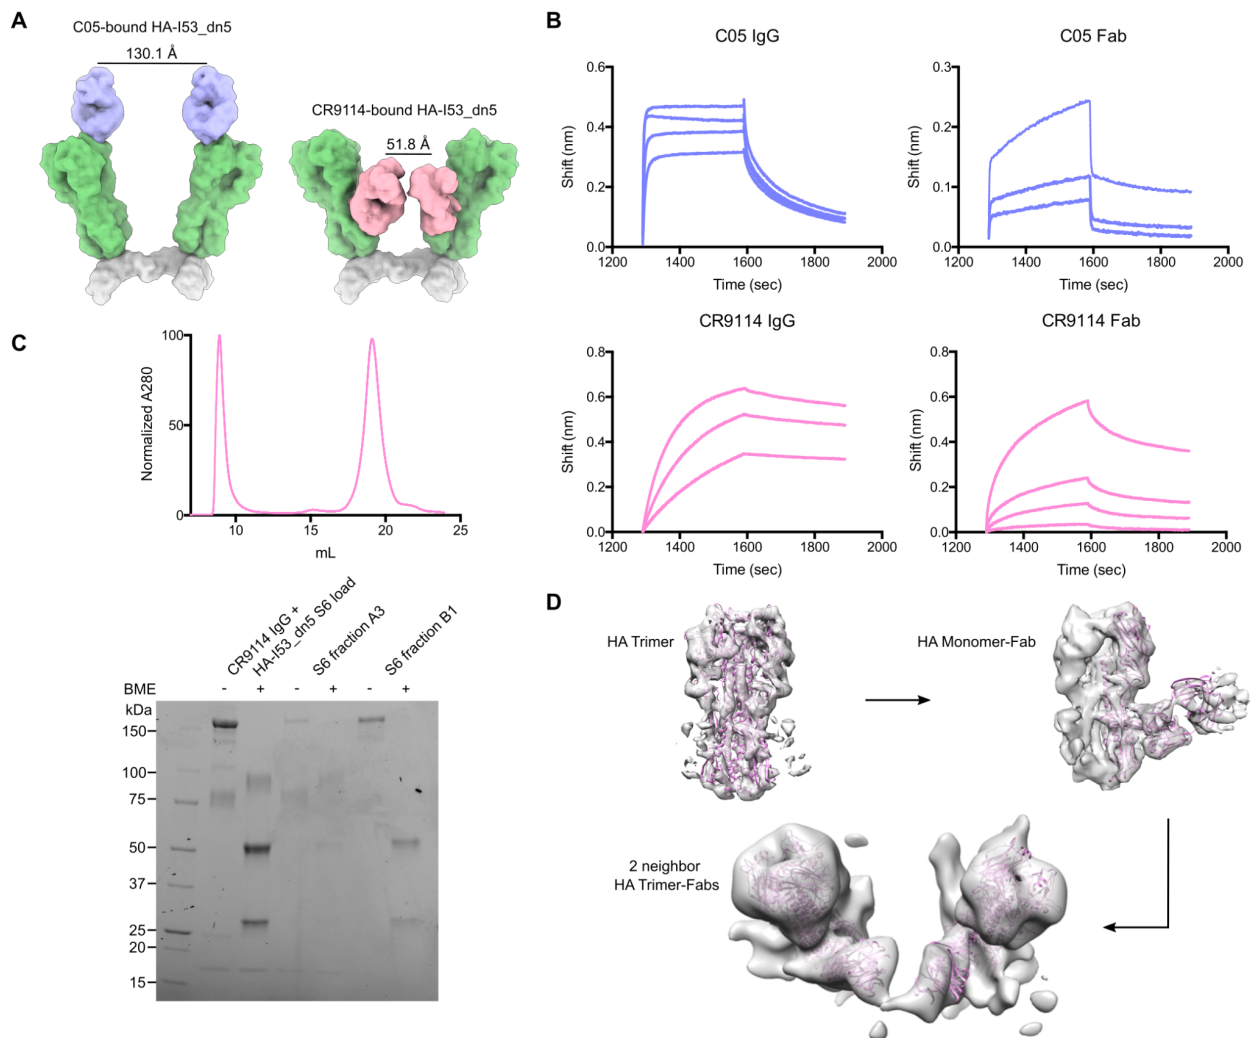 A
C05-bound HA-I53_dn5
130.1 Å
CR9114-bound HA-I53_dn5
51.8 Å
B
C05 IgG
Shift (nm)
0.6
0.4
0.2
0.0
1200 1400 1600 1800 2000
Time (sec)
C05 Fab
Shift (nm)
0.3
0.2
0.1
0.0
1200 1400 1600 1800 2000
Time (sec)
CR9114 IgG
Shift (nm)
0.8
0.6
0.4
0.2
0.0
1200 1400 1600 1800 2000
Time (sec)
CR9114 Fab
Shift (nm)
0.8
0.6
0.4
0.2
0.0
1200 1400 1600 1800 2000
Time (sec)
C
Normalized A280
100
50
0
10 15 20 25
mL
CR9114 IgG +
HA-I53_dn5 S6 load
S6 fraction A3
S6 fraction B1
BME - + - + - +
kDa
150
100
75
50
37
25
20
15
D
HA Trimer
HA Monomer-Fab
2 neighbor
HA Trimer-Fabs